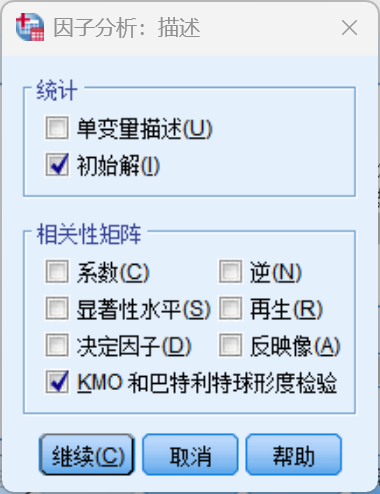 因子分析：描述
统计
单变量描述(U)
初始解(I)
相关性矩阵
系数(C) 逆(N)
显著性水平(S) 再生(R)
决定因子(D) 反映像(A)
KMO 和巴特利特球形度检验
继续(C) 取消 帮助